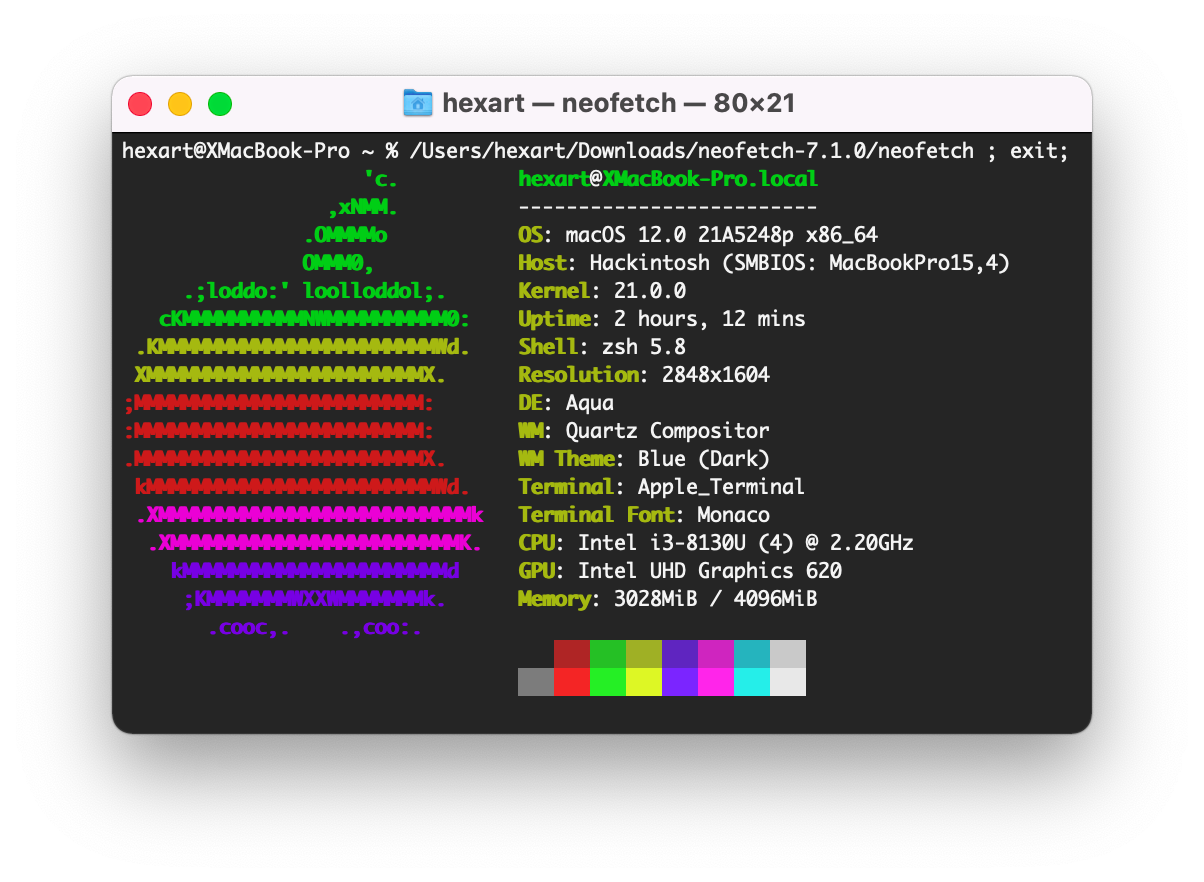 hexart — neofetch — 80×21
hexart@XMacBook-Pro ~ % /Users/hexart/Downloads/neofetch-7.1.0/neofetch ; exit;
'c.
hexart@XMacBook-Pro.local
,xNMM.
-------------------------
.OMMMMo
OS: macOS 12.0 21A5248p x86_64
OMMM0,
Host: Hackintosh (SMBIOS: MacBookPro15,4)
.;loddo:' loolloddol;.
Kernel: 21.0.0
cKMMMMMMMMMMNWMMMMMMMMMM0:
Uptime: 2 hours, 12 mins
.KMMMMMMMMMMMMMMMMMMMMMMMWd.
Shell: zsh 5.8
XMMMMMMMMMMMMMMMMMMMMMMMX.
Resolution: 2848x1604
;MMMMMMMMMMMMMMMMMMMMMMMM:
DE: Aqua
:MMMMMMMMMMMMMMMMMMMMMMMM:
WM: Quartz Compositor
.MMMMMMMMMMMMMMMMMMMMMMMMX.
WM Theme: Blue (Dark)
kMMMMMMMMMMMMMMMMMMMMMMMMWd.
Terminal: Apple_Terminal
.XMMMMMMMMMMMMMMMMMMMMMMMMMMk
Terminal Font: Monaco
.XMMMMMMMMMMMMMMMMMMMMMMMMK.
CPU: Intel i3-8130U (4) @ 2.20GHz
kMMMMMMMMMMMMMMMMMMMMMMd
GPU: Intel UHD Graphics 620
;KMMMMMMMWXXWMMMMMMMk.
Memory: 3028MiB / 4096MiB
.cooc,.    .,coo:.